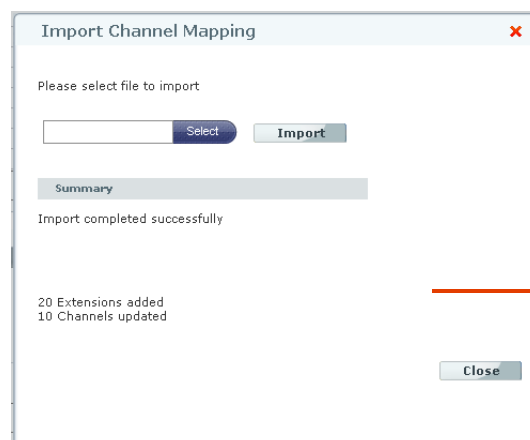 Import Channel Mapping
Please select file to import
Select
Import
Summary
Import completed successfully
20 Extensions added
10 Channels updated
Close